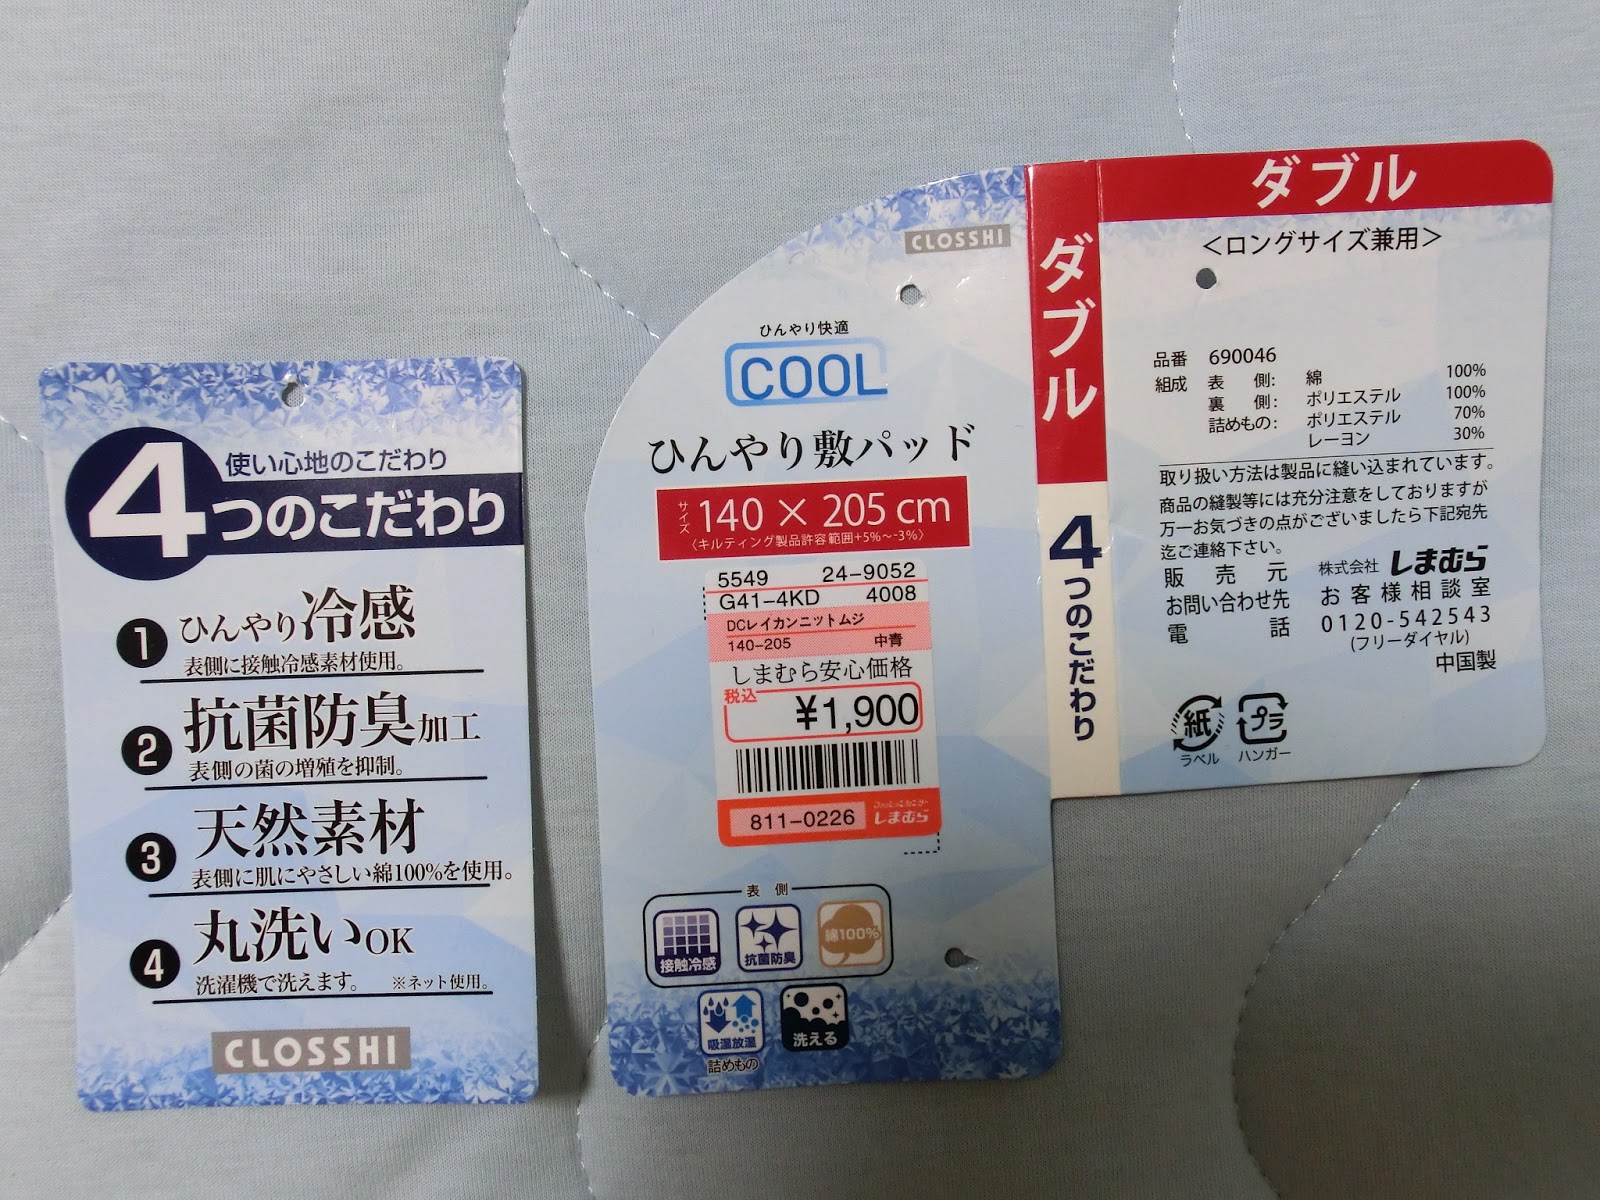 4
使い心地のこだわり
つのこだわり
1 ひんやり冷感
表側に接触冷感素材使用。
2 抗菌防臭加工
表側の菌の増殖を抑制。
3 天然素材
表側に肌にやさしい綿100%を使用。
4 丸洗いOK
洗濯機で洗えます。 ※ネット使用。
CLOSSHI
CLOSSHI
ひんやり快適
COOL
ひんやり敷パッド
サイズ 140 × 205 cm
〈キルティング製品許容範囲+5%～-3%〉
5549 24-9052
G41-4KD 4008
DCレイカンニットムジ
140-205 中青
しまむら安心価格
税込
¥1,900
811-0226
しまむら
表側
接触冷感
抗菌防臭
綿100%
吸湿放湿
詰めもの
洗える
ダブル
4つのこだわり
ダブル
＜ロングサイズ兼用＞
品番 690046
組成 表側: 綿 100%
裏側: ポリエステル 100%
詰めもの: ポリエステル 70%
レーヨン 30%
取り扱い方法は製品に縫い込まれています。
商品の縫製等には充分注意をしておりますが
万一お気づきの点がございましたら下記宛先
迄ご連絡下さい。
販売元 株式会社 しまむら
お問い合わせ先 お客様相談室
電話 0120-542543
(フリーダイヤル)
中国製
紙
ラベル
プラ
ハンガー